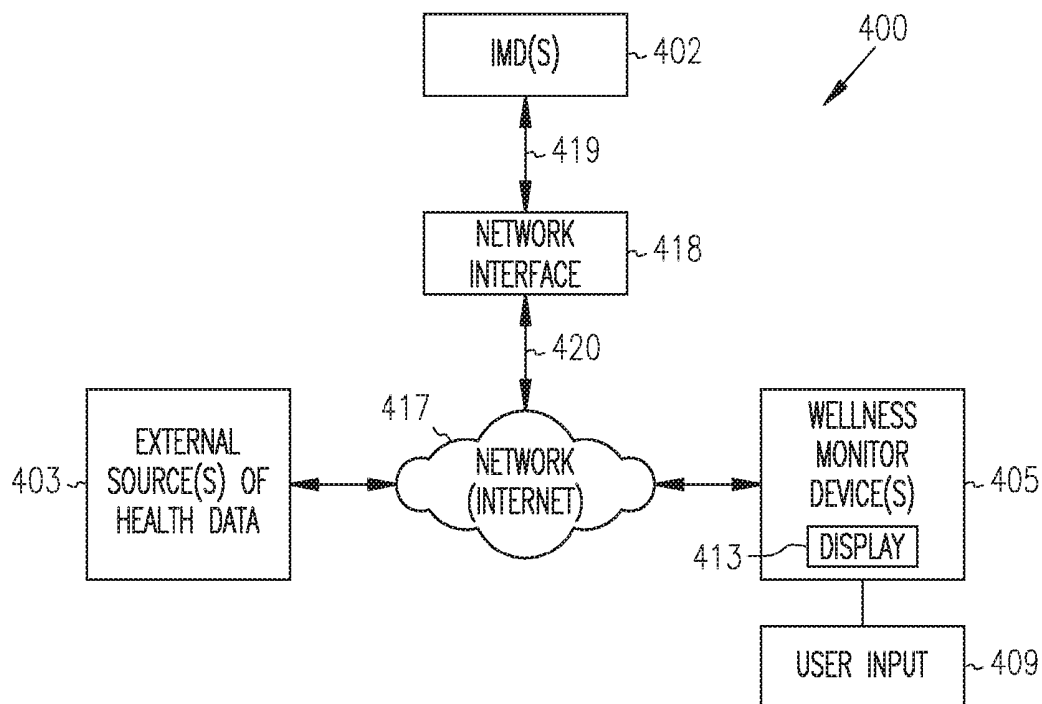 IMD(S)
402
400
419
NETWORK
INTERFACE
418
420
417
EXTERNAL
SOURCE(S) OF
HEALTH DATA
403
NETWORK
(INTERNET)
WELLNESS
MONITOR
DEVICE(S)
405
413
DISPLAY
USER INPUT
409